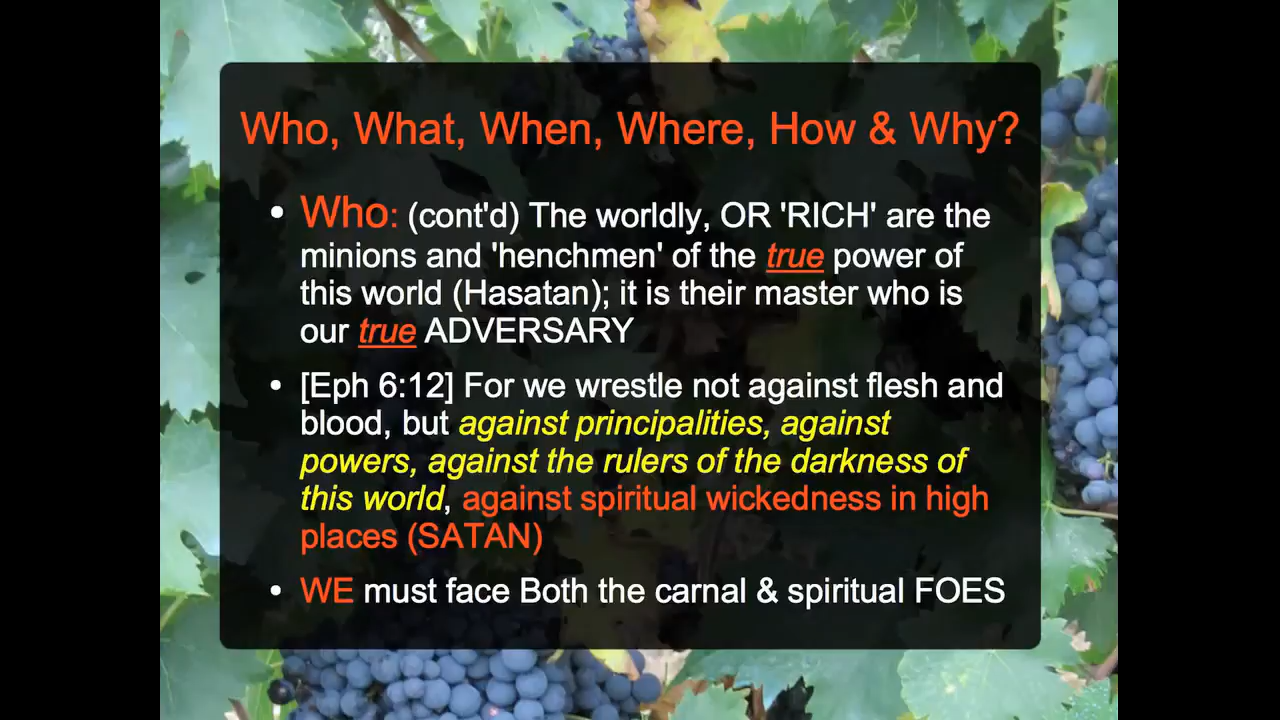 Who, What, When, Where, How & Why?
• Who: (cont'd) The worldly, OR 'RICH' are the
minions and 'henchmen' of the true power of
this world (Hasatan); it is their master who is
our true ADVERSARY
• [Eph 6:12] For we wrestle not against flesh and
blood, but against principalities, against
powers, against the rulers of the darkness of
this world, against spiritual wickedness in high
places (SATAN)
• WE must face Both the carnal & spiritual FOES